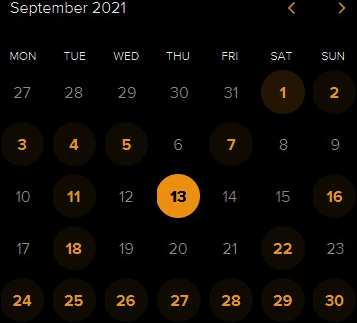 September 2021
MON TUE WED THU FRI SAT SUN
27 28 29 30 31 1 2
3 4 5 6 7 8 9
10 11 12 13 14 15 16
17 18 19 20 21 22 23
24 25 26 27 28 29 30